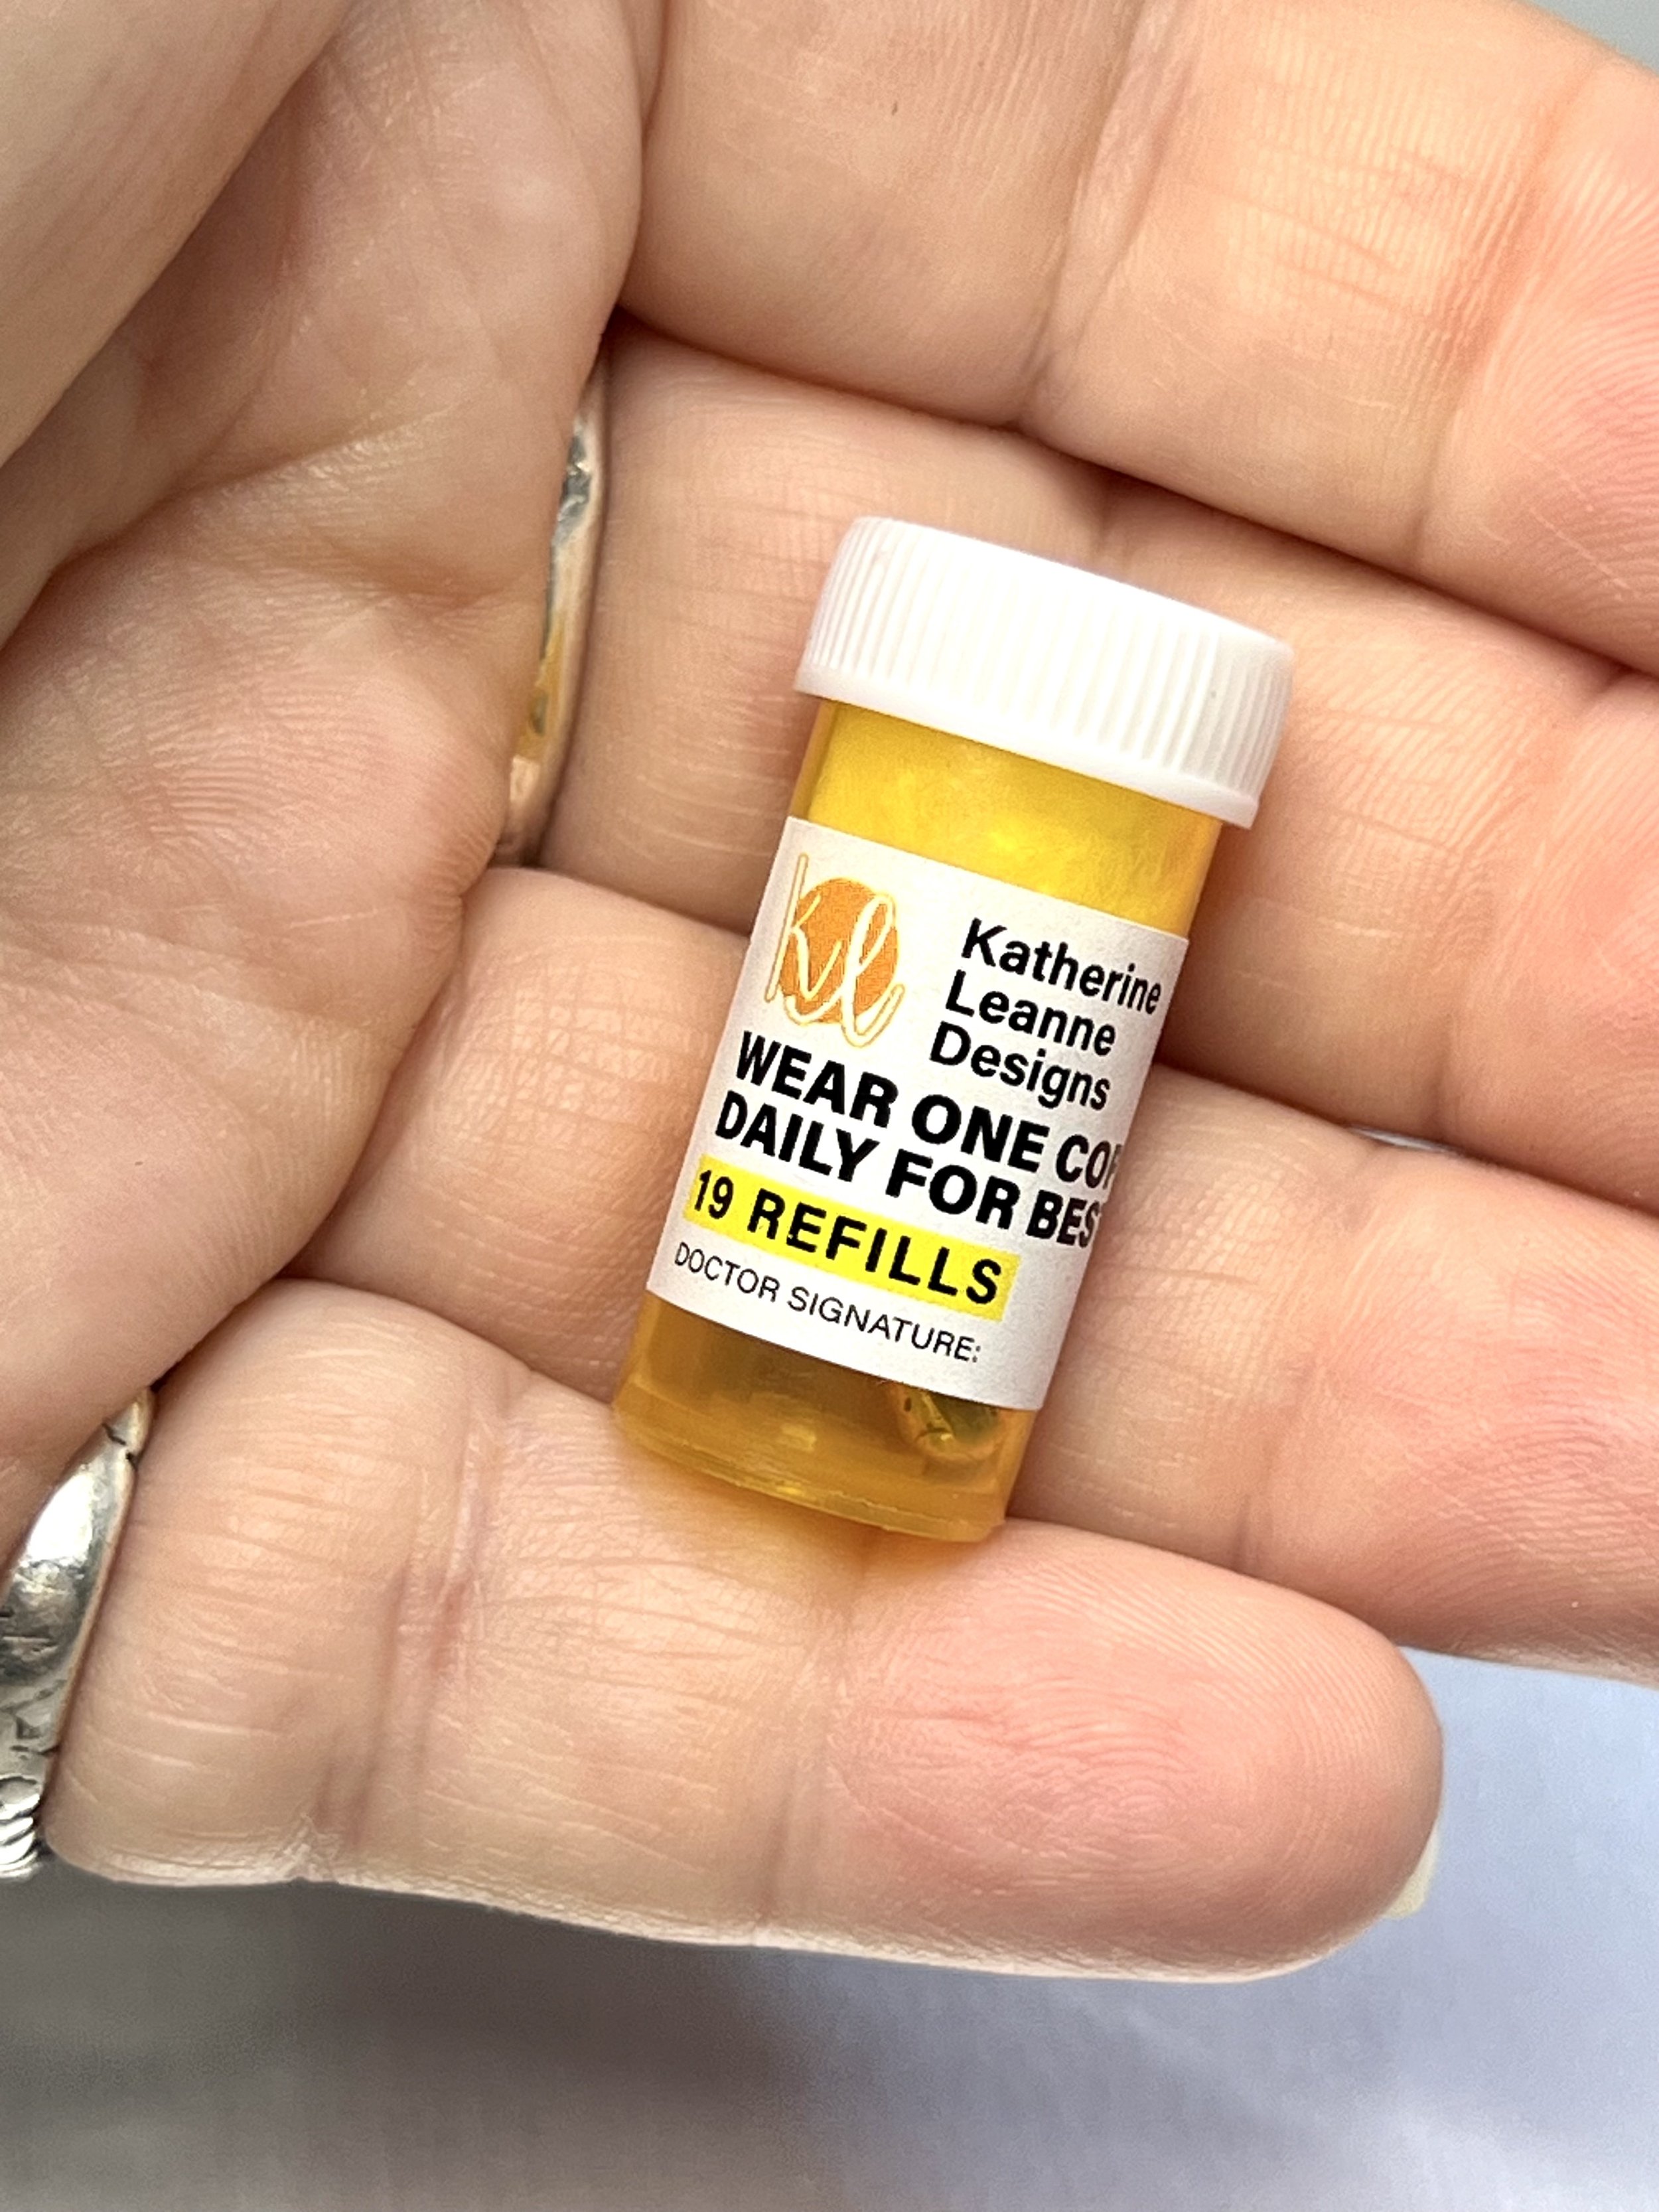 kl
Katherine
Leanne
Designs
WEAR ONE
DAILY FOR
19 REFILLS
DOCTOR SIGNATURE: